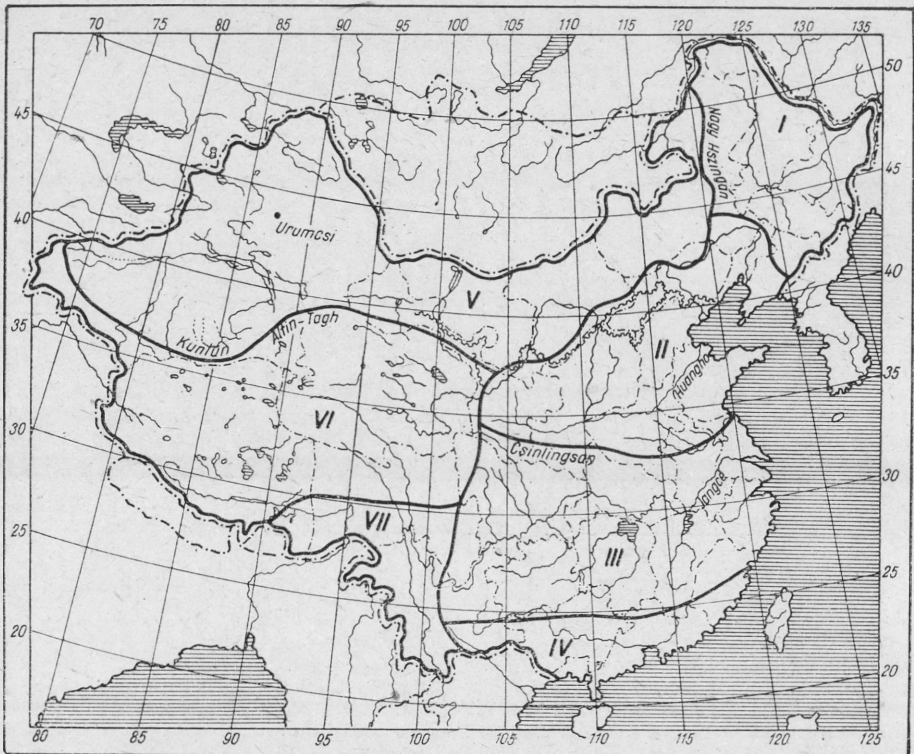 70 75 80 85 90 95 100 105 110 115 120 125 130 135
50
45
I
Nagy Hszingan
45
40
Urumcsi
40
V
35
Altin-Tagh
Kunlun
II
Huangho
35
VI
30
Csinlingsan
30
Jangce
25
VII
III
25
20
IV
20
80 85 90 95 100 105 110 115 120 125